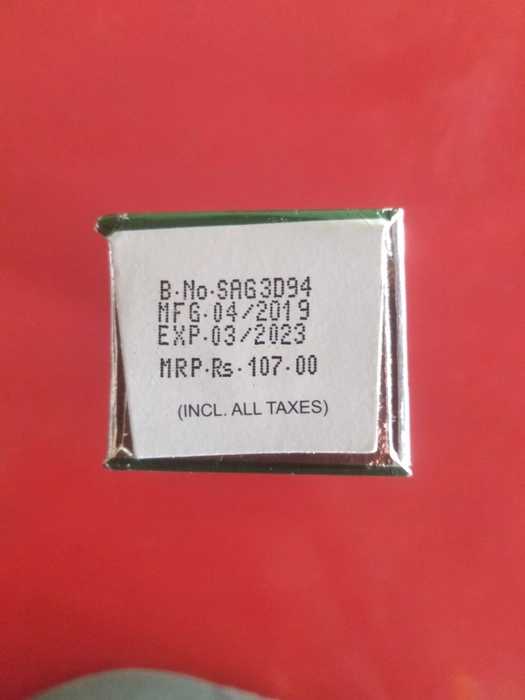 B.No.SAG3D94
MFG.04/2019
EXP.03/2023
MRP.Rs.107.00
(INCL. ALL TAXES)